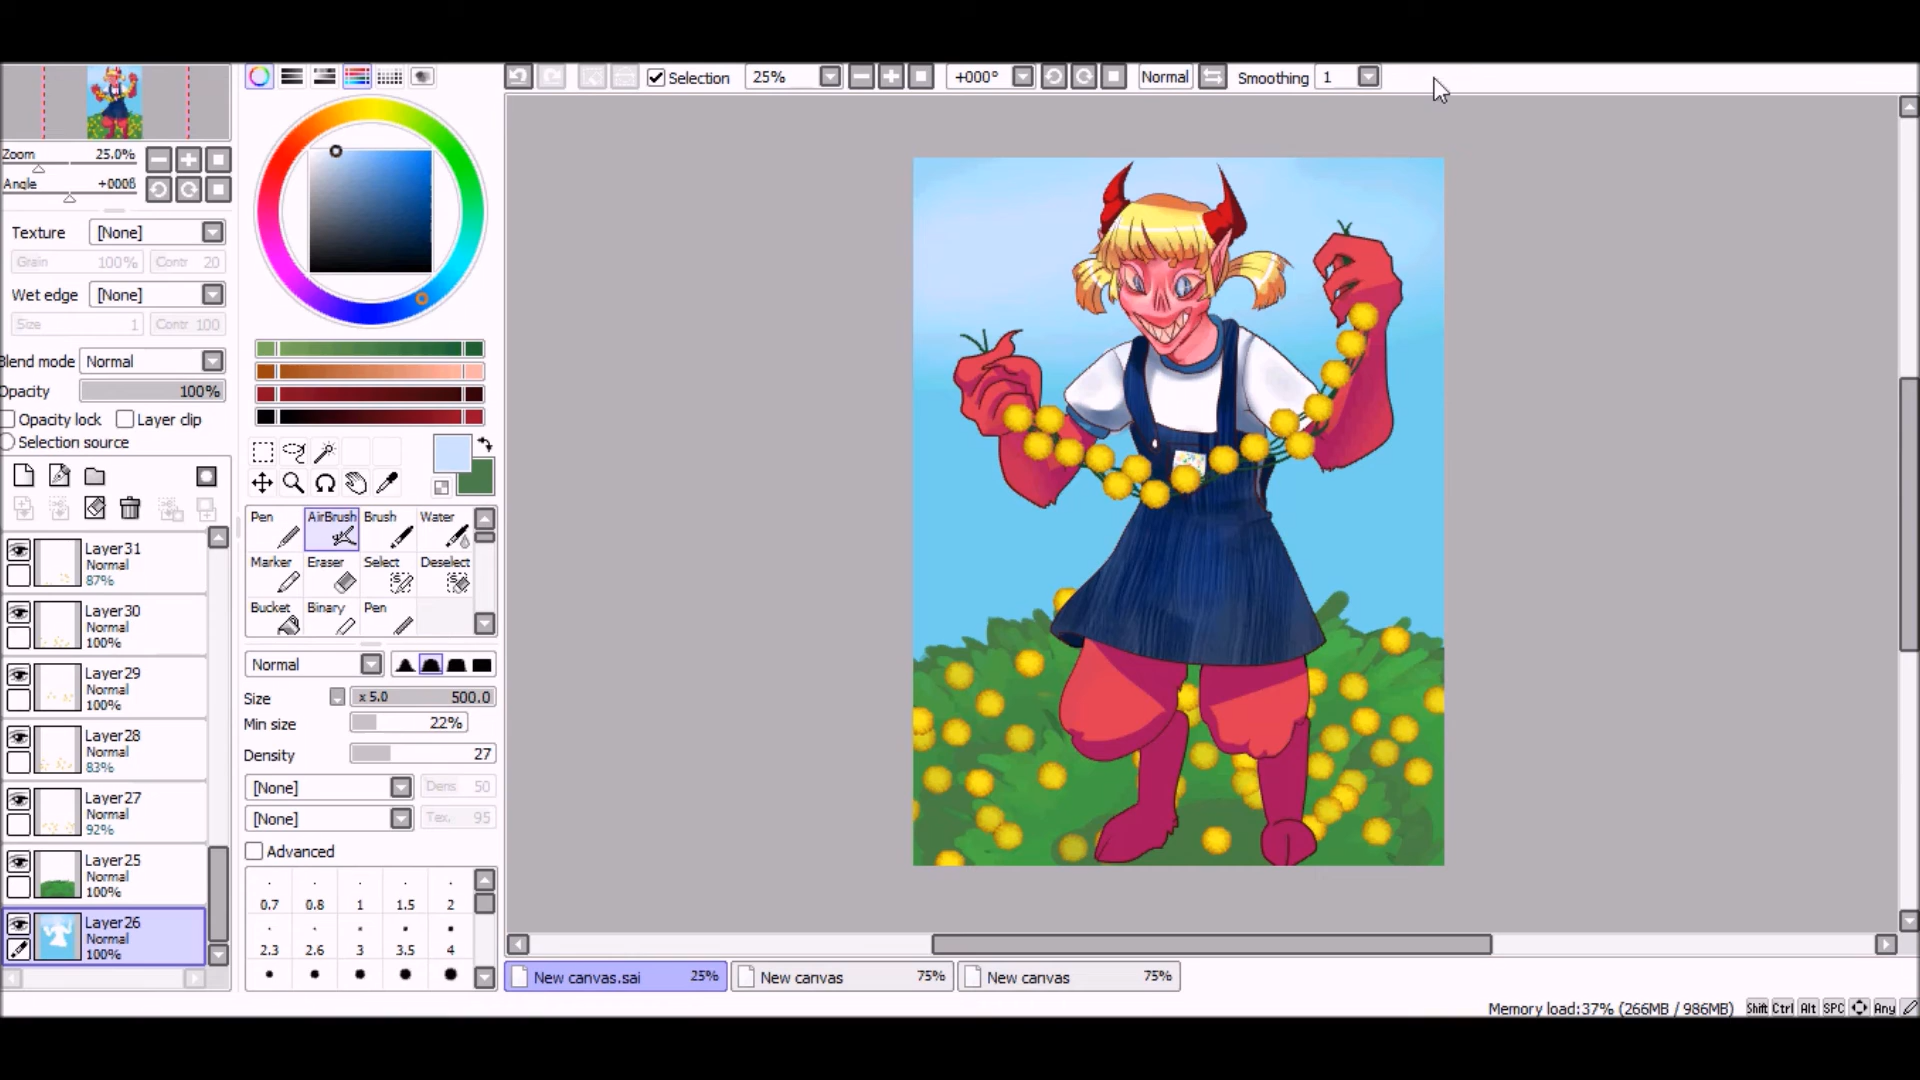 Selection 25% +000° Normal Smoothing 1
Zoom 25.0%
Angle +000ß
Texture [None]
Grain 100% Contr 20
Wet edge [None]
Size 1 Contr 100
Blend mode Normal
Opacity 100%
Opacity lock Layer clip
Selection source
Layer31
Normal
87%
Layer30
Normal
100%
Layer29
Normal
100%
Layer28
Normal
83%
Layer27
Normal
92%
Layer25
Normal
100%
Layer26
Normal
100%
Pen AirBrush Brush Water
Marker Eraser Select Deselect
Bucket Binary Pen
Normal
Size x 5.0 500.0
Min size 22%
Density 27
[None] Dens 50
[None] Tex. 95
Advanced
0.7 0.8 1 1.5 2
2.3 2.6 3 3.5 4
New canvas.sai 25% New canvas 75% New canvas 75%
Memory load:37% (266MB / 986MB) Shift Ctrl Alt SPC Any